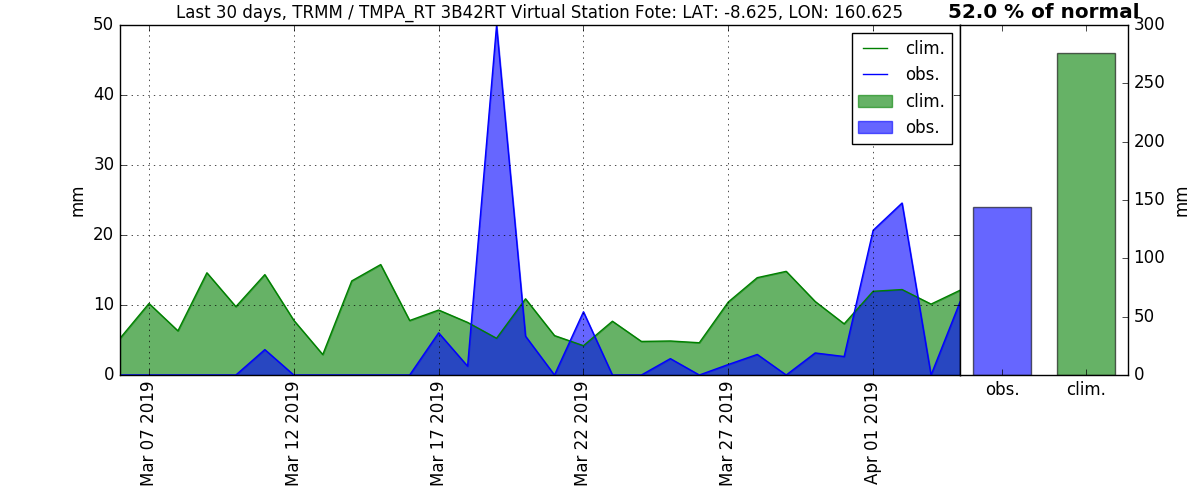 Last 30 days, TRMM / TMPA_RT 3B42RT Virtual Station Fote: LAT: -8.625, LON: 160.625
52.0 % of normal
50
40
30
20
10
0
mm
clim.
obs.
clim.
obs.
Mar 07 2019
Mar 12 2019
Mar 17 2019
Mar 22 2019
Mar 27 2019
Apr 01 2019
300
250
200
150
100
50
0
mm
obs.
clim.